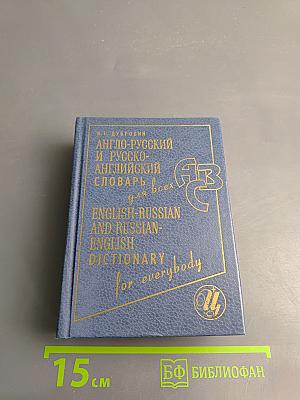 М. И. ДУБРОВИН
АНГЛО-РУССКИЙ
И РУССКО-
АНГЛИЙСКИЙ
СЛОВАРЬ
для всех
ABC
ENGLISH-RUSSIAN
AND RUSSIAN-
ENGLISH
DICTIONARY
for everybody
15 см
БФ БИБЛИОФАН